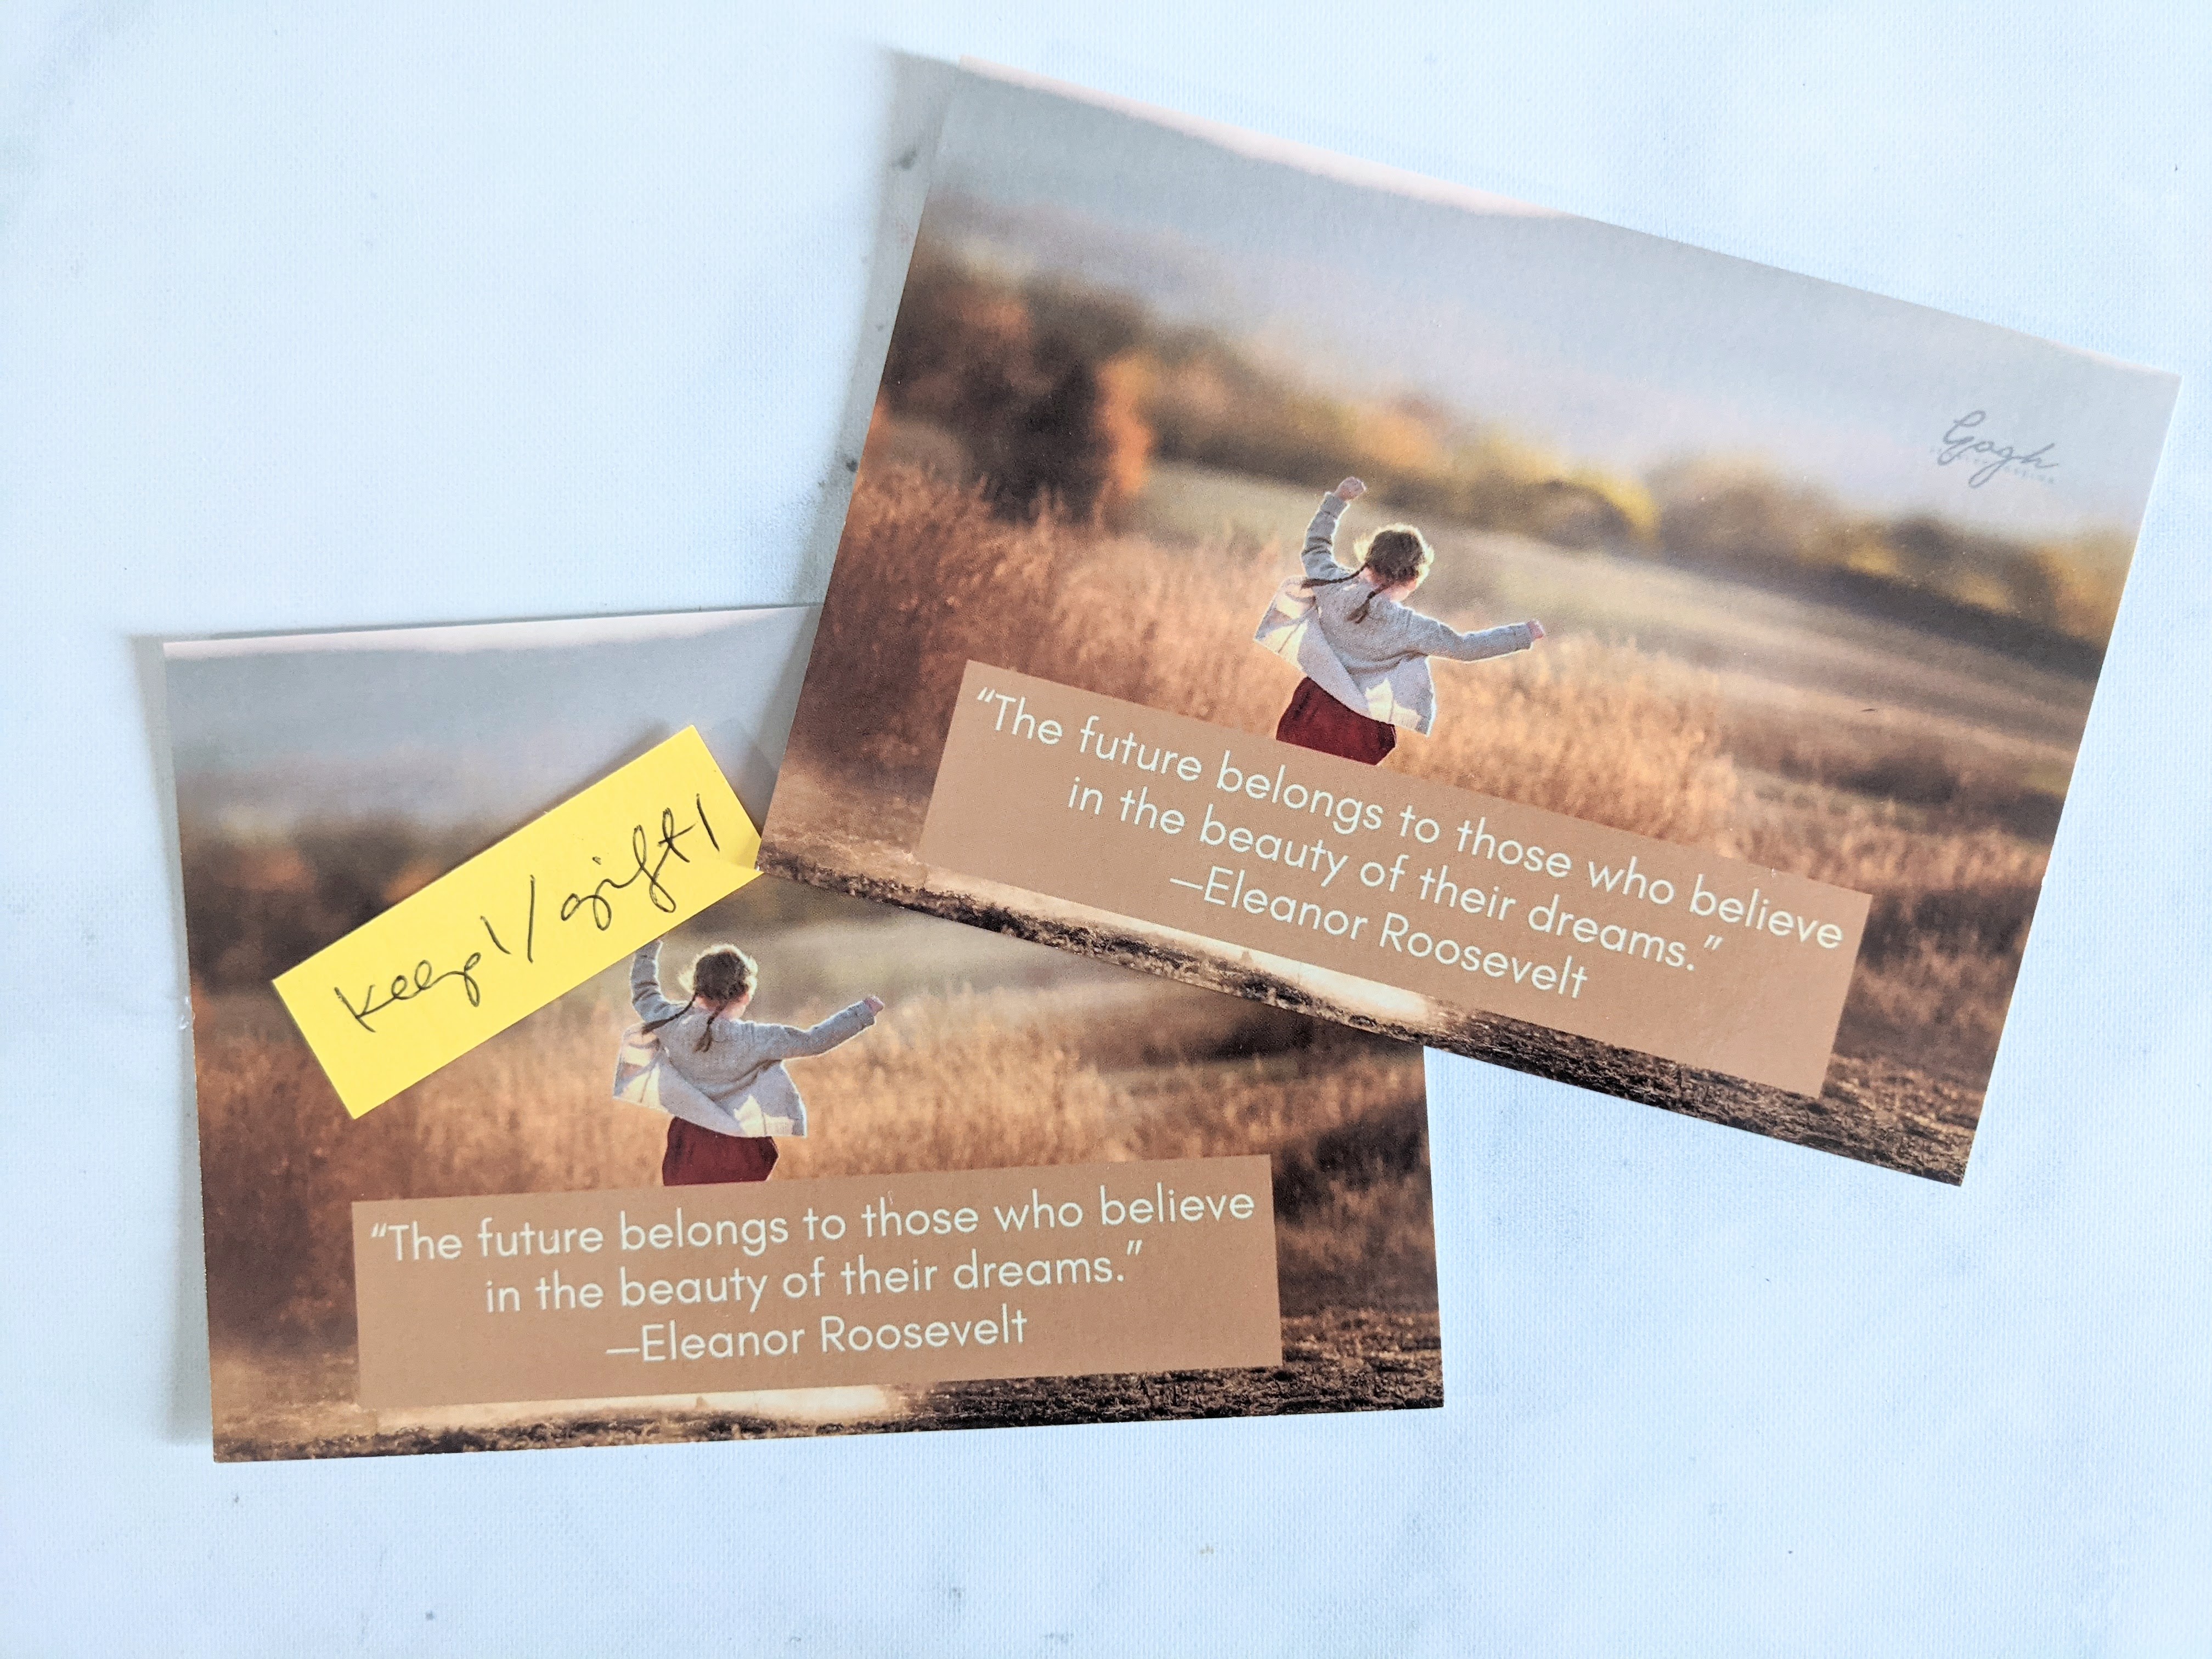 Gogh
"The future belongs to those who believe
in the beauty of their dreams."
—Eleanor Roosevelt
keep 1/gift 1
"The future belongs to those who believe
in the beauty of their dreams."
—Eleanor Roosevelt